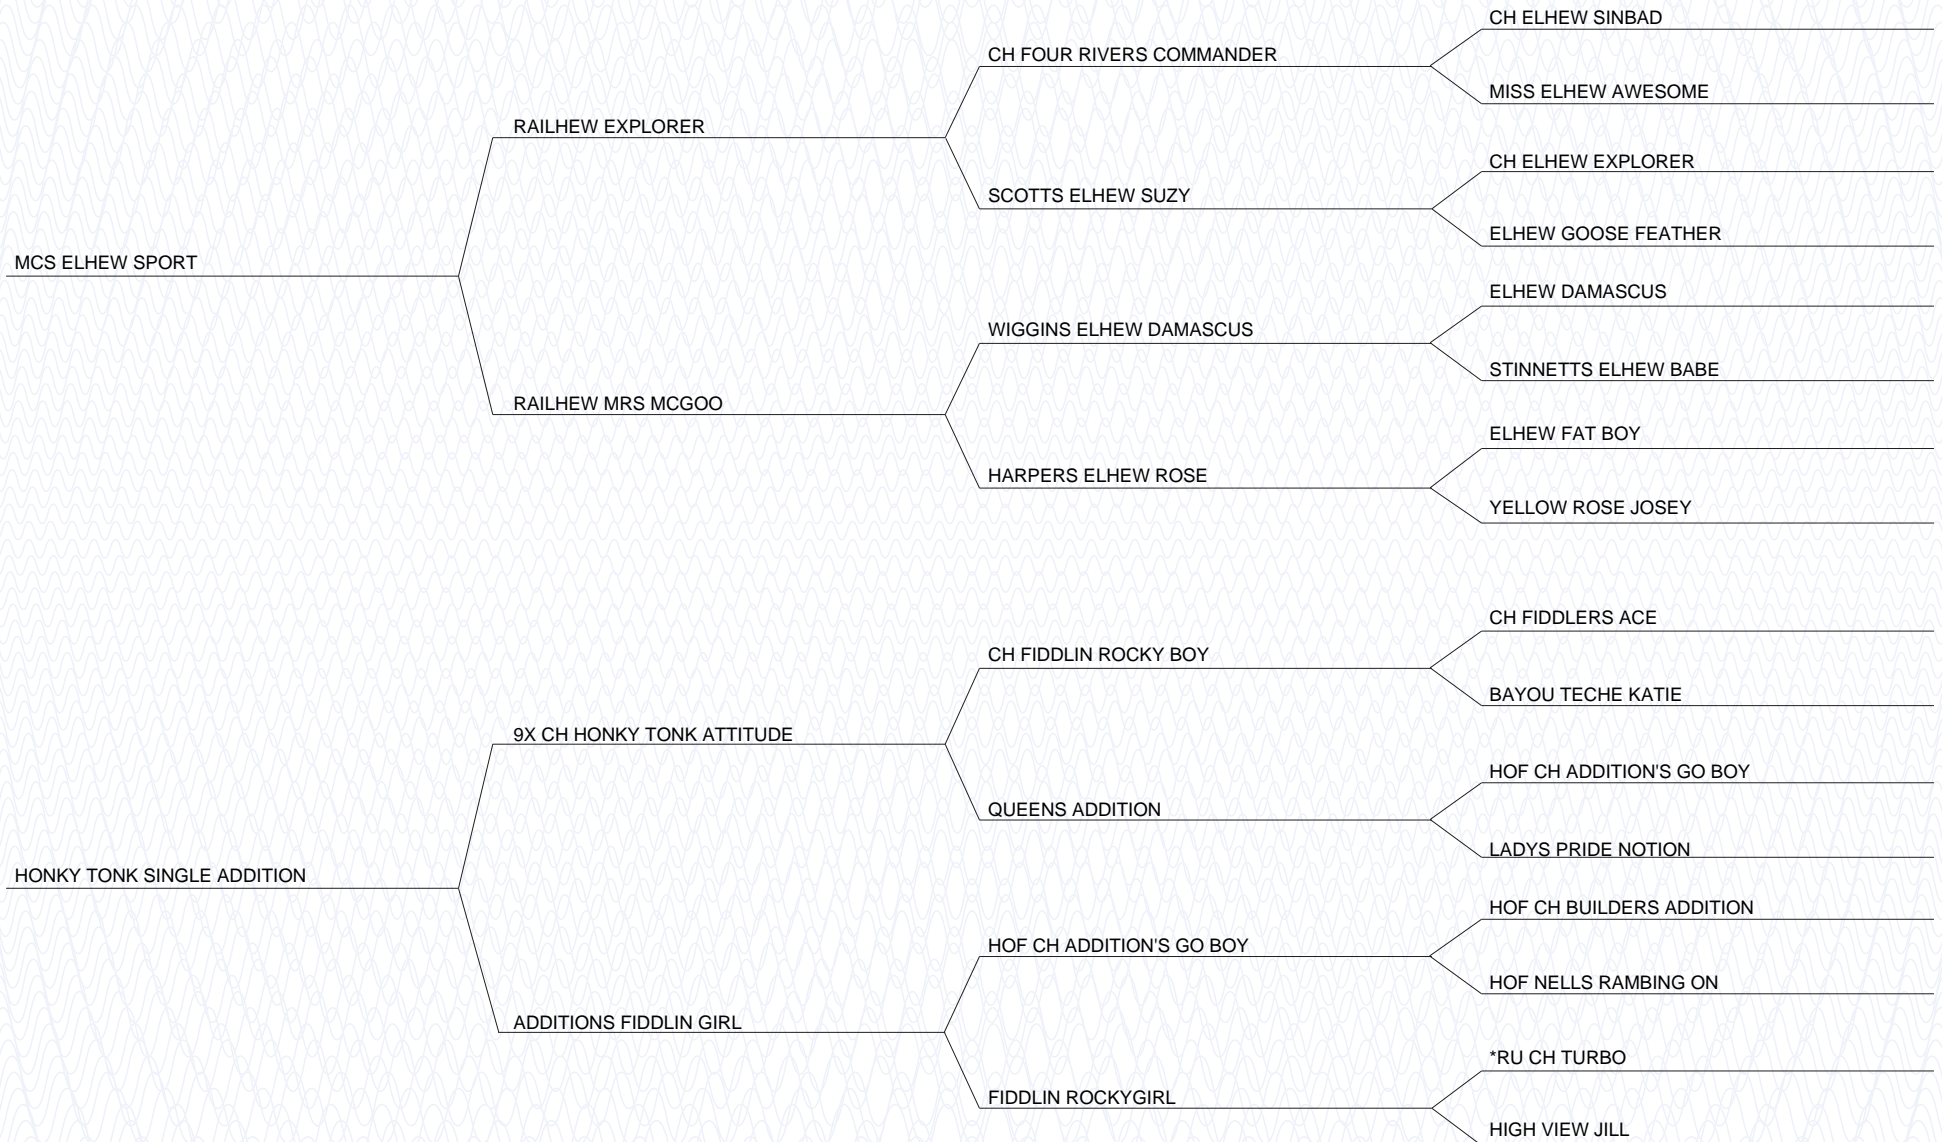 CH ELHEW SINBAD
CH FOUR RIVERS COMMANDER
MISS ELHEW AWESOME
RAILHEW EXPLORER
CH ELHEW EXPLORER
SCOTTS ELHEW SUZY
ELHEW GOOSE FEATHER
MCS ELHEW SPORT
ELHEW DAMASCUS
WIGGINS ELHEW DAMASCUS
STINNETTS ELHEW BABE
RAILHEW MRS MCGOO
ELHEW FAT BOY
HARPERS ELHEW ROSE
YELLOW ROSE JOSEY
CH FIDDLERS ACE
CH FIDDLIN ROCKY BOY
BAYOU TECHE KATIE
9X CH HONKY TONK ATTITUDE
HOF CH ADDITION'S GO BOY
QUEENS ADDITION
LADYS PRIDE NOTION
HONKY TONK SINGLE ADDITION
HOF CH BUILDERS ADDITION
HOF CH ADDITION'S GO BOY
HOF NELLS RAMBING ON
ADDITIONS FIDDLIN GIRL
*RU CH TURBO
FIDDLIN ROCKYGIRL
HIGH VIEW JILL